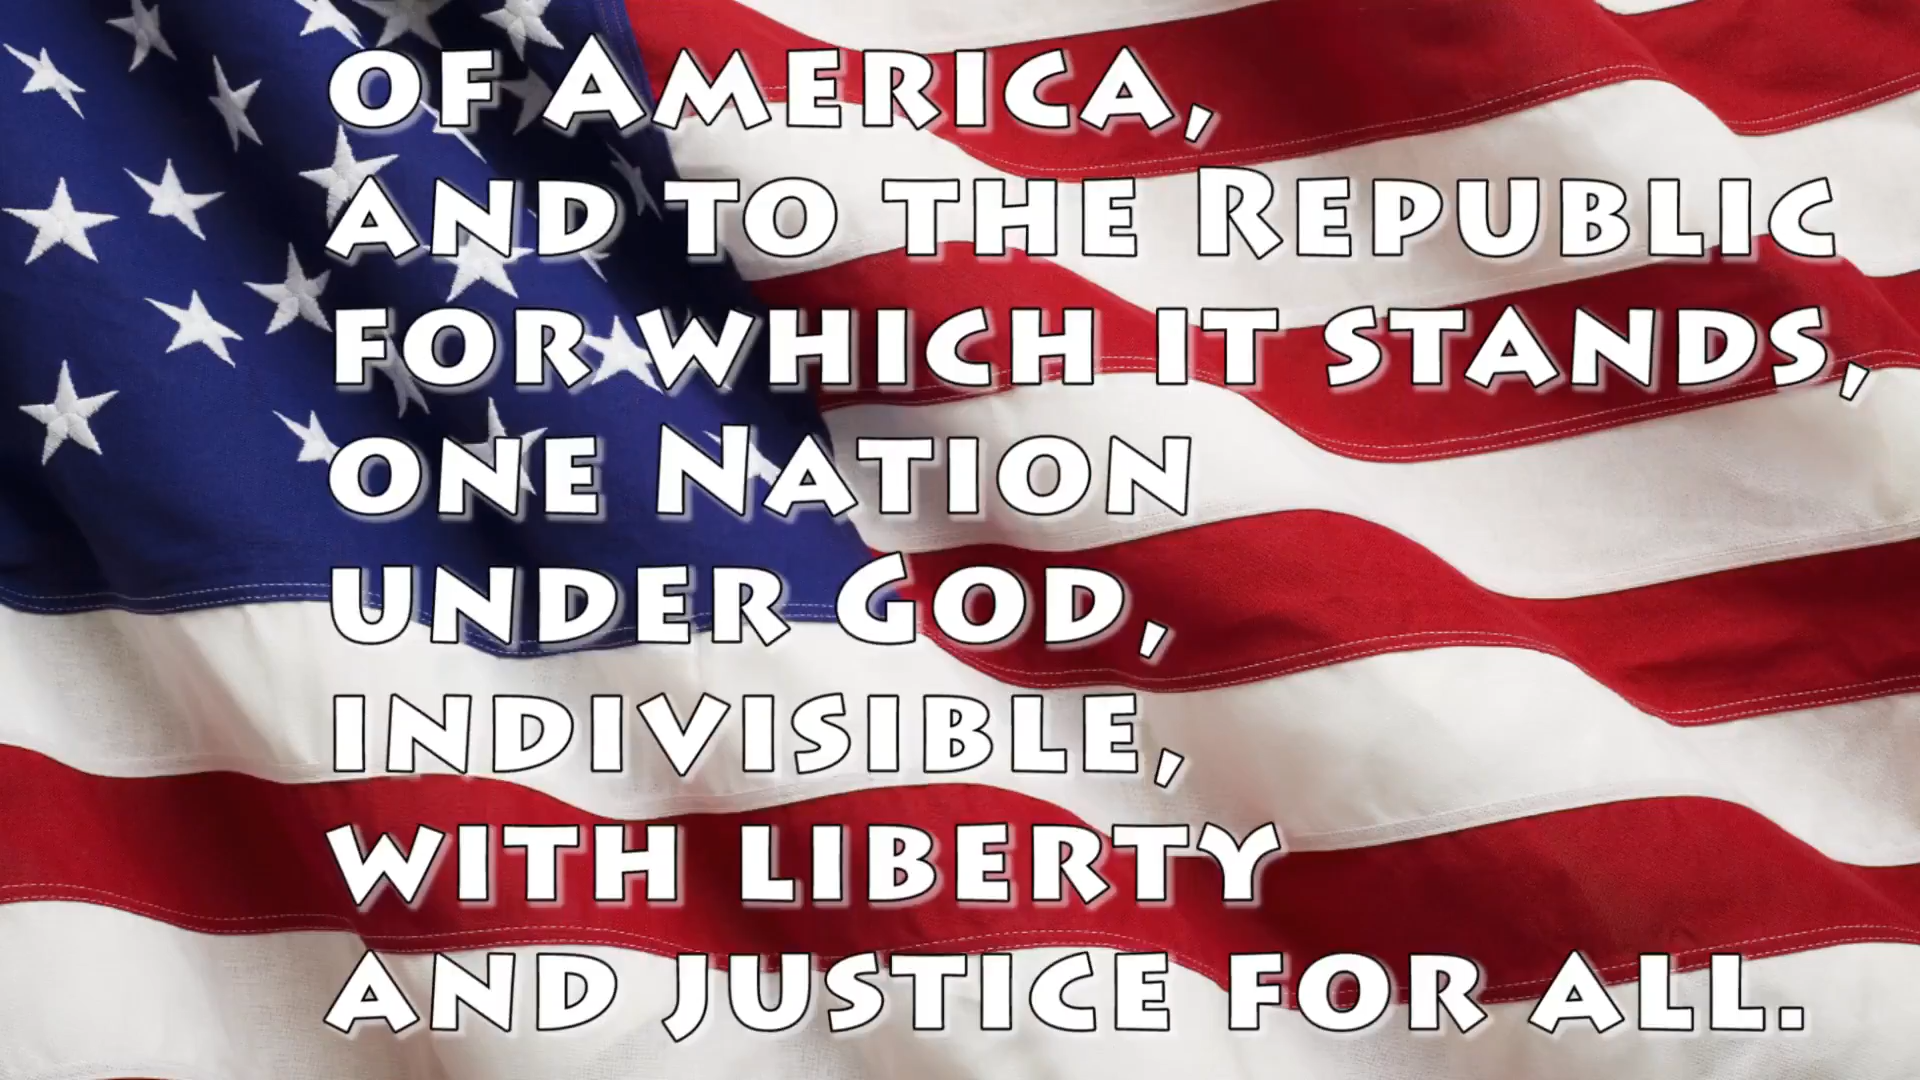 of America,
and to the Republic
for which it stands,
one Nation
under God,
indivisible,
with liberty
and justice for all.